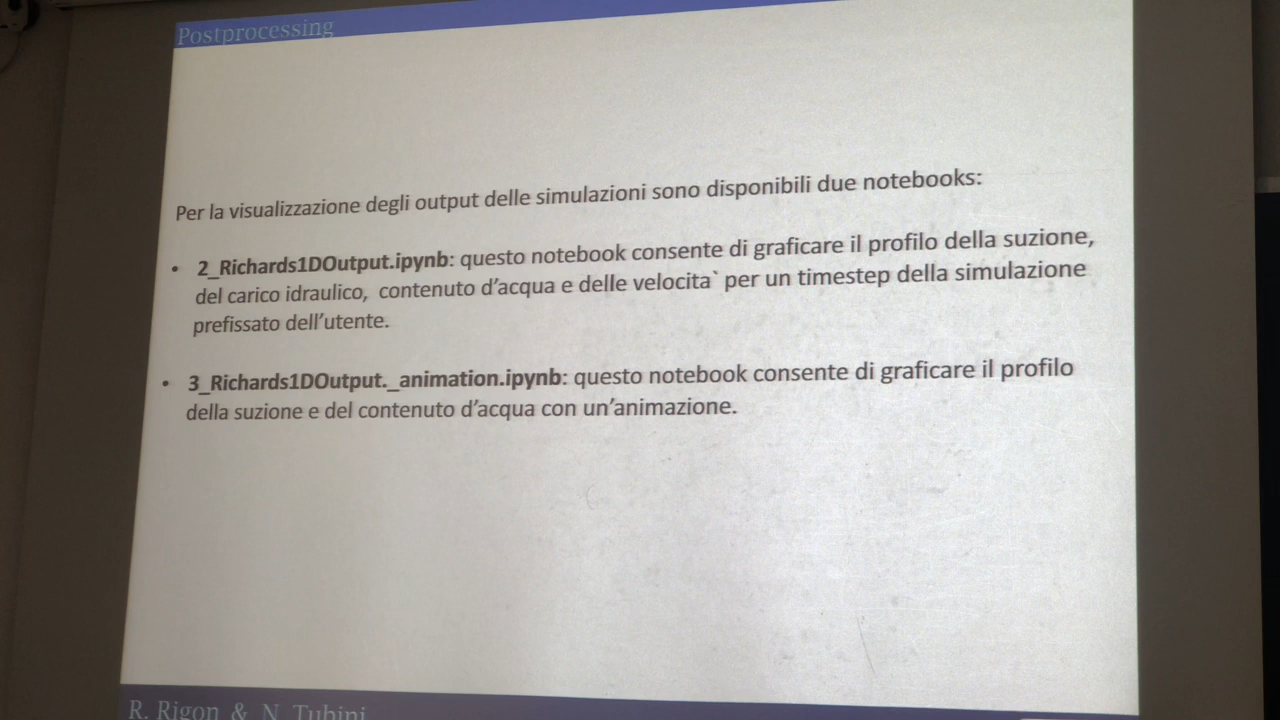 Postprocessing
Per la visualizzazione degli output delle simulazioni sono disponibili due notebooks:
• 2_Richards1DOutput.ipynb: questo notebook consente di graficare il profilo della suzione,
del carico idraulico, contenuto d'acqua e delle velocita` per un timestep della simulazione
prefissato dell'utente.
• 3_Richards1DOutput._animation.ipynb: questo notebook consente di graficare il profilo
della suzione e del contenuto d'acqua con un'animazione.
R. Rigon & N. Tubini